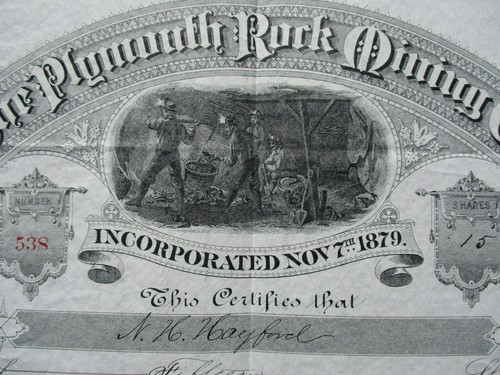 The Plymouth Rock Mining
NUMBER
538
SHARES
15
INCORPORATED NOV 7TH 1879.
This Certifies that
N. H. Hayford